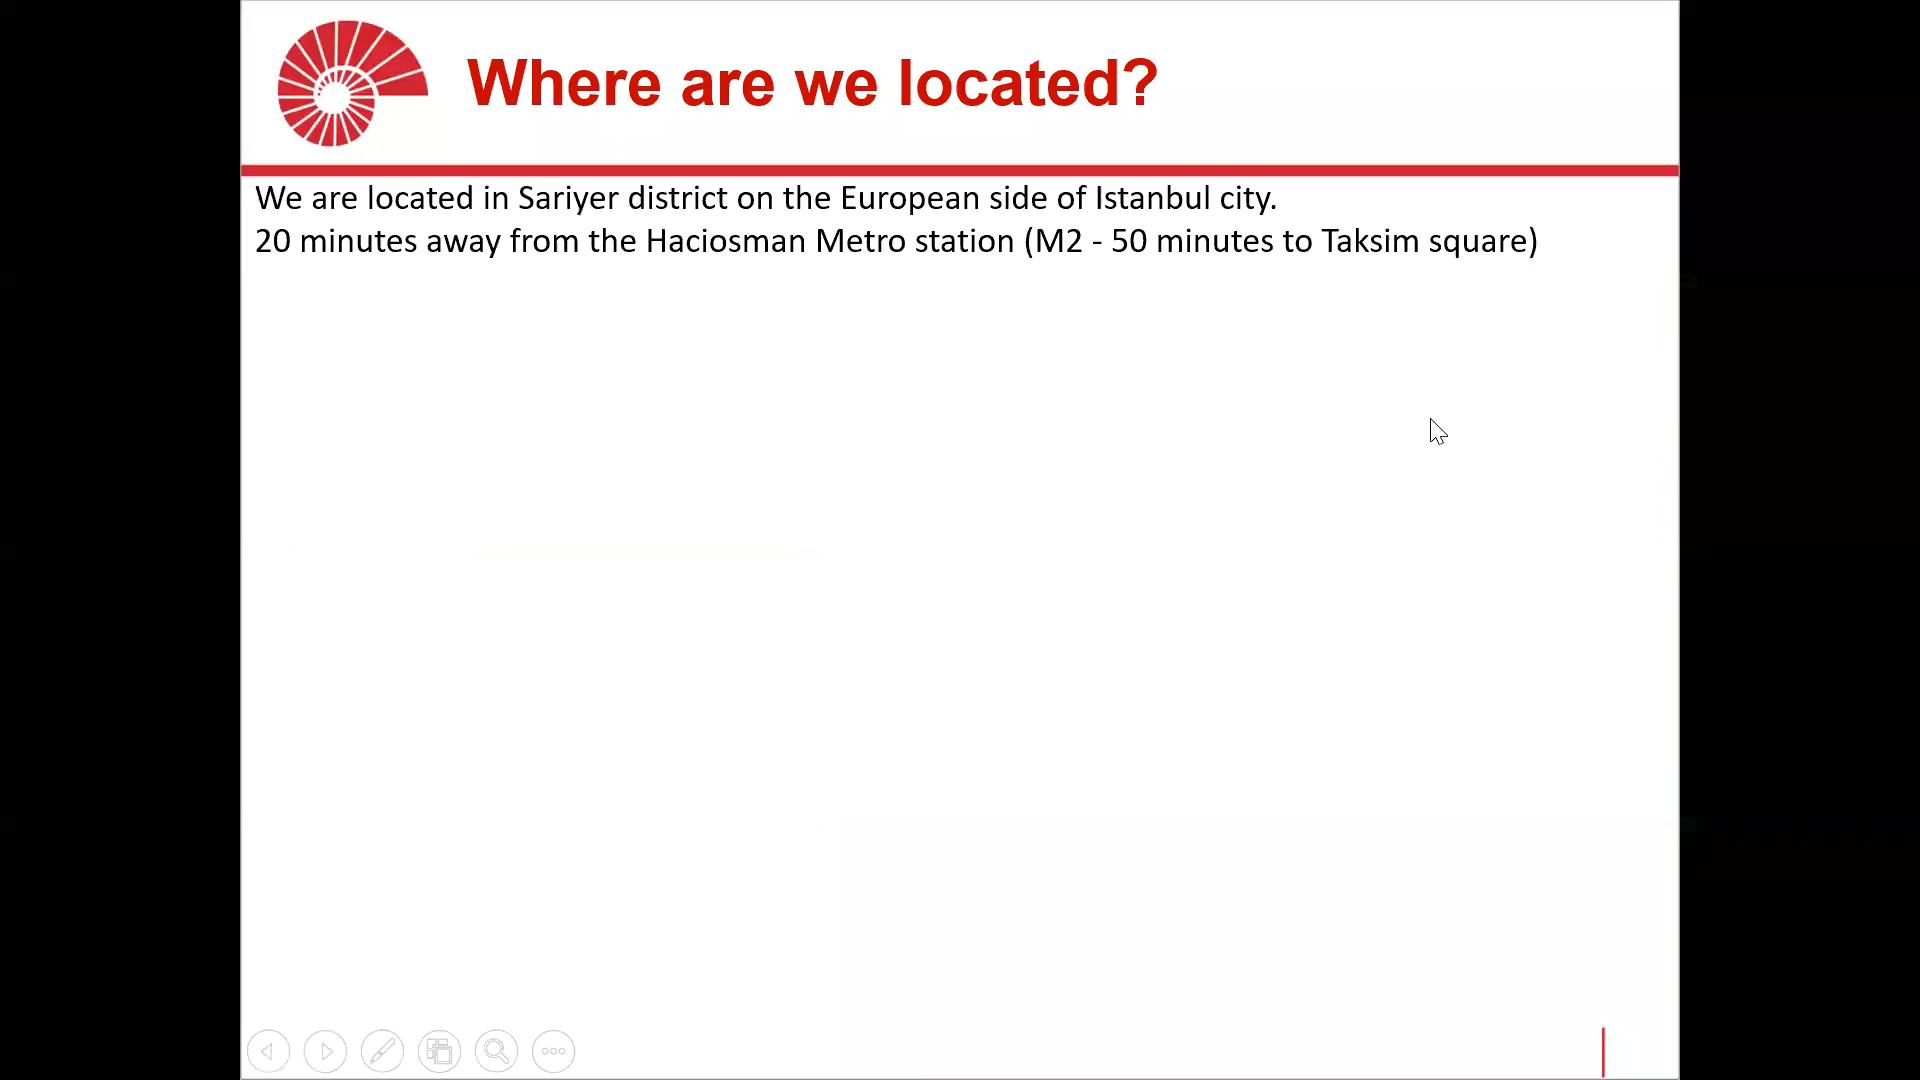 Where are we located?
We are located in Sariyer district on the European side of Istanbul city.
20 minutes away from the Haciosman Metro station (M2 - 50 minutes to Taksim square)